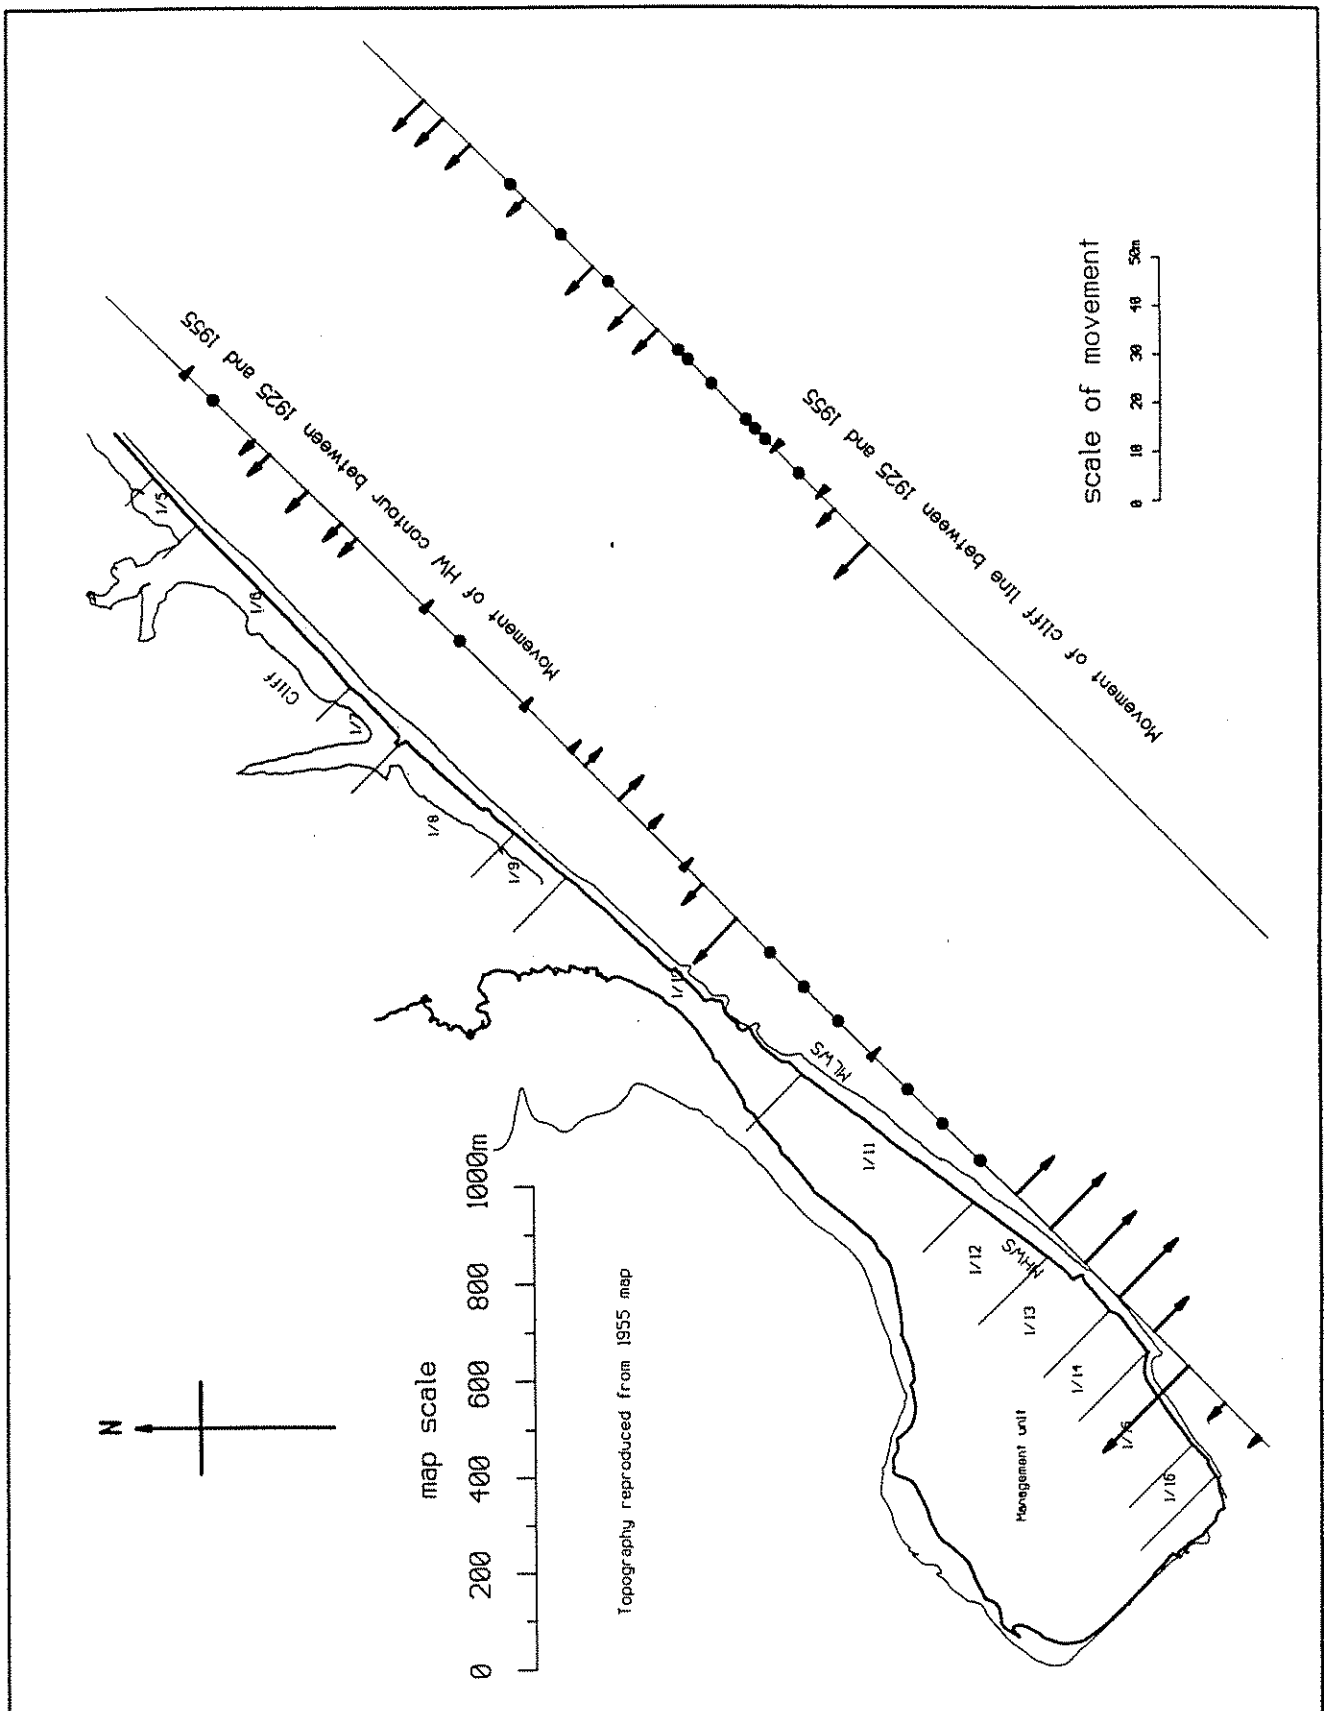 Movement of HW contour between 1925 and 1955
Movement of cliff line between 1925 and 1955
scale of movement
0 10 20 30 40 50m
1/5
1/6
Cliff
1/7
1/8
1/9
1/10
MLWS
1/11
1/12
MHWS
1/13
1/14
1/15
1/16
Management unit
N
map scale
0 200 400 600 800 1000m
Topography reproduced from 1955 map